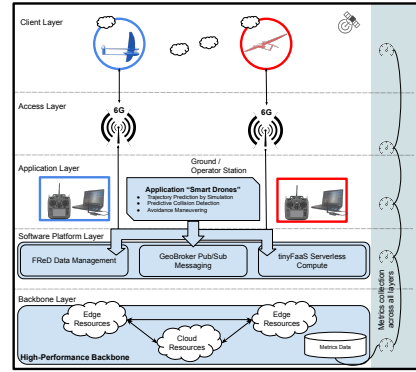 Client Layer
6G
6G
Access Layer
Ground /
Operator Station
Application Layer
Application "Smart Drones"
Trajectory Prediction by Simulation
Predictive Collision Detection
Avoidance Maneuvering
Software Platform Layer
FReD Data Management
GeoBroker Pub/Sub
Messaging
tinyFaaS Serverless
Compute
Backbone Layer
Edge
Resources
Edge
Resources
Cloud
Resources
Metrics Data
High-Performance Backbone
Metrics collection
across all layers